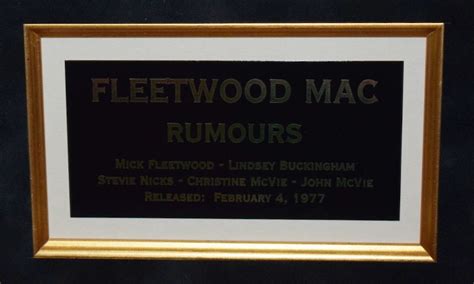 FLEETWOOD MAC
RUMOURS
MICK FLEETWOOD - LINDSEY BUCKINGHAM
STEVIE NICKS - CHRISTINE MCVIE - JOHN MCVIE
RELEASED: FEBRUARY 4, 1977